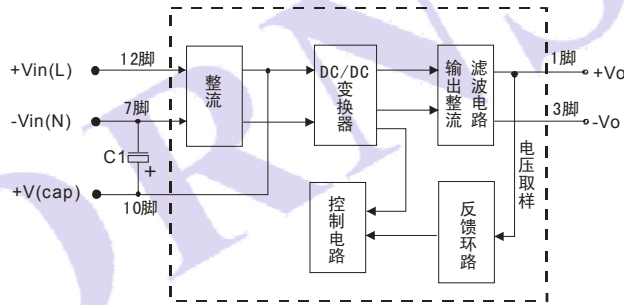 +Vin(L)
12脚
-Vin(N)
7脚
C1
+
+V(cap)
10脚
整流
DC/DC
变换器
输出整流
滤波电路
1脚
+Vo
3脚
-Vo
电压取样
控制电路
反馈环路